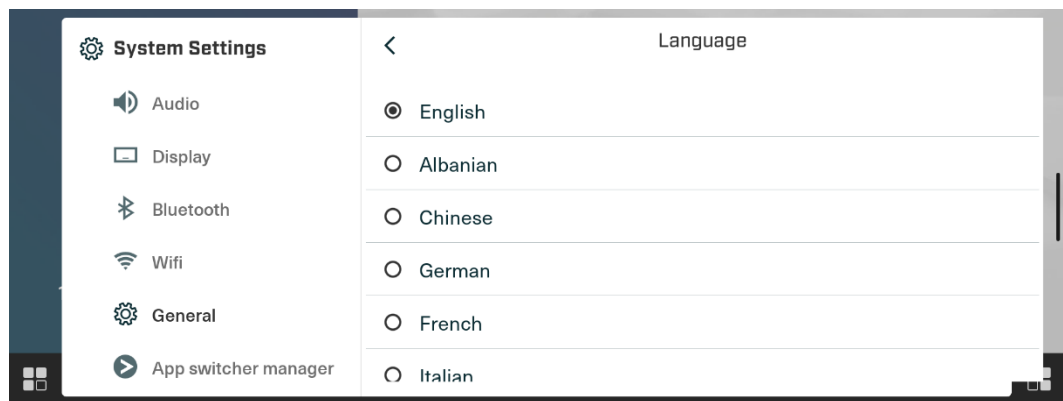 System Settings
Audio
Display
Bluetooth
Wifi
General
App switcher manager
Language
English
Albanian
Chinese
German
French
Italian